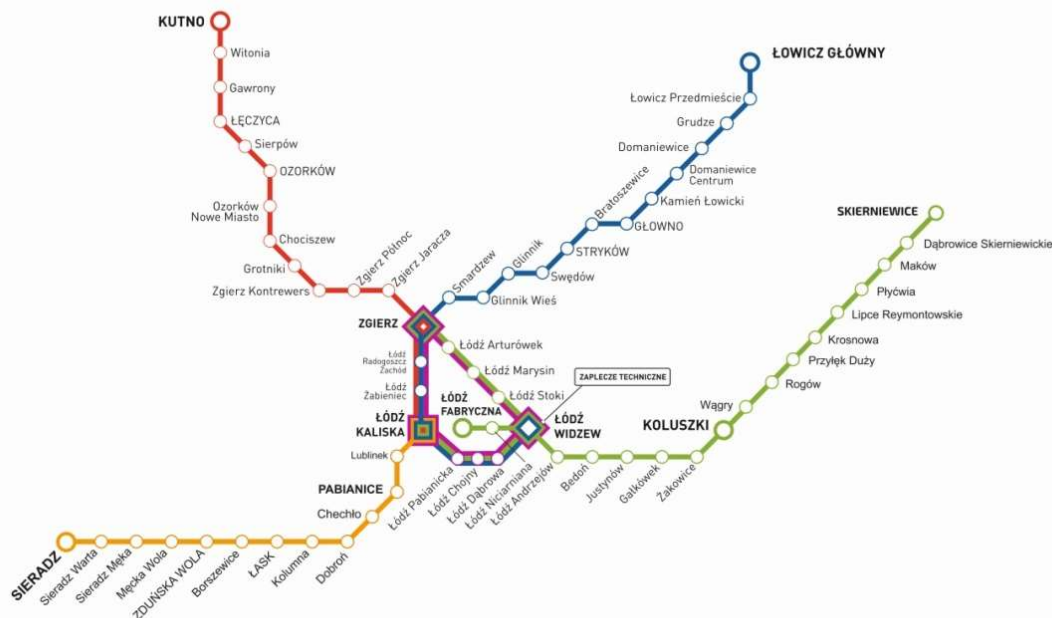 KUTNO
Witonia
Gawrony
ŁĘCZYCA
Sierpów
OZORKÓW
Ozorków
Nowe Miasto
Chociszew
Grotniki
Zgierz Kontrewers
Zgierz Północ
Zgierz Jaracza
ZGIERZ
ŁOWICZ GŁÓWNY
Łowicz Przedmieście
Grudze
Domaniewice
Domaniewice
Centrum
Kamień Łowicki
GŁOWNO
Bratoszewice
STRYKÓW
Swędów
Glinnik
Glinnik Wieś
Smardzew
SKIERNIEWICE
Dąbrowice Skierniewickie
Maków
Płyćwia
Lipce Reymontowskie
Krosnowa
Przyłęk Duży
Rogów
Wągry
KOLUSZKI
Żakowice
Gałkówek
Justynów
Bedoń
Łódź Andrzejów
Łódź Niciarniana
Łódź Dąbrowa
Łódź Chojny
Łódź Pabianicka
Łódź Arturówek
Łódź Marysin
Łódź Stoki
ZAPLECZE TECHNICZNE
ŁÓDŹ
FABRYCZNA
ŁÓDŹ
WIDZEW
Łódź
Radogoszcz
Zachód
Łódź
Żabieniec
ŁÓDŹ
KALISKA
Lublinek
PABIANICE
Chechło
Dobroń
Kolumna
ŁASK
Borszewice
ZDUŃSKA WOLA
Męcka Wola
Sieradz Męka
Sieradz Warta
SIERADZ